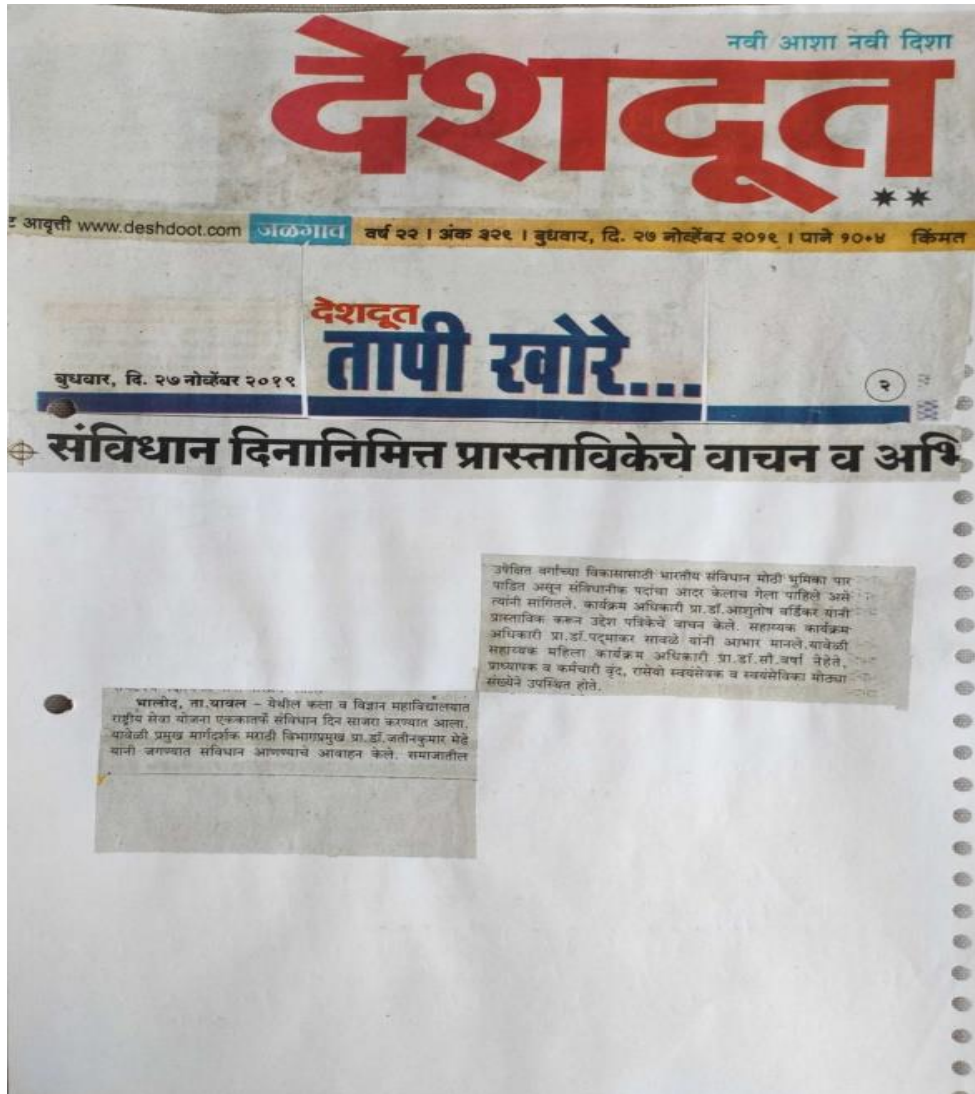 नवी आशा नवी दिशा
देशदूत
आवृत्ती www.deshdoot.com जळगाव वर्ष २२ । अंक ३२९ । बुधवार, दि. २७ नोव्हेंबर २०१९ । पाने १०+४ किंमत
देशदूत
तापी खोरे...
बुधवार, दि. २७ नोव्हेंबर २०१९
२
संविधान दिनानिमित्त प्रास्ताविकेचे वाचन व अभि
भालोद, ता.यावल – येथील कला व विज्ञान महाविद्यालयात
राष्ट्रीय सेवा योजना एककातर्फे संविधान दिन साजरा करण्यात आला.
यावेळी प्रमुख मार्गदर्शक मराठी विभागप्रमुख प्रा.डॉ.जतीनकुमार मेढे
यांनी जगण्यात संविधान आणण्याचे आवाहन केले. समाजातील
उपेक्षित वर्गाच्या विकासासाठी भारतीय संविधान मोठी भुमिका पार
पाडित असून संविधानीक पदांचा आदर केलाच गेला पाहिले असे
त्यांनी सांगितले. कार्यक्रम अधिकारी प्रा.डॉ.आशुतोष वर्डिकर यांनी
प्रास्ताविक करून उद्देश पत्रिकेचे वाचन केले. सहाय्यक कार्यक्रम
अधिकारी प्रा.डॉ.पद्माकर सावळे यांनी आभार मानले.यावेळी
सहाय्यक महिला कार्यक्रम अधिकारी प्रा.डॉ.सौ.वर्षा नेहेते,
प्राध्यापक व कर्मचारी वृंद, रासेयो स्वयंसेवक व स्वयंसेविका मोठ्या
संख्येने उपस्थित होते.